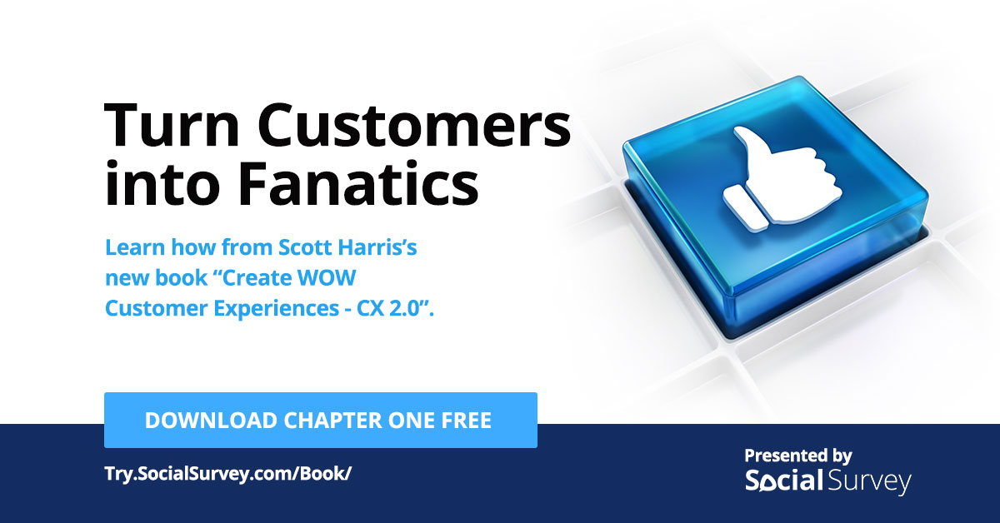 Turn Customers
into Fanatics
Learn how from Scott Harris’s
new book “Create WOW
Customer Experiences - CX 2.0”.
DOWNLOAD CHAPTER ONE FREE
Try.SocialSurvey.com/Book/
Presented by
SocialSurvey